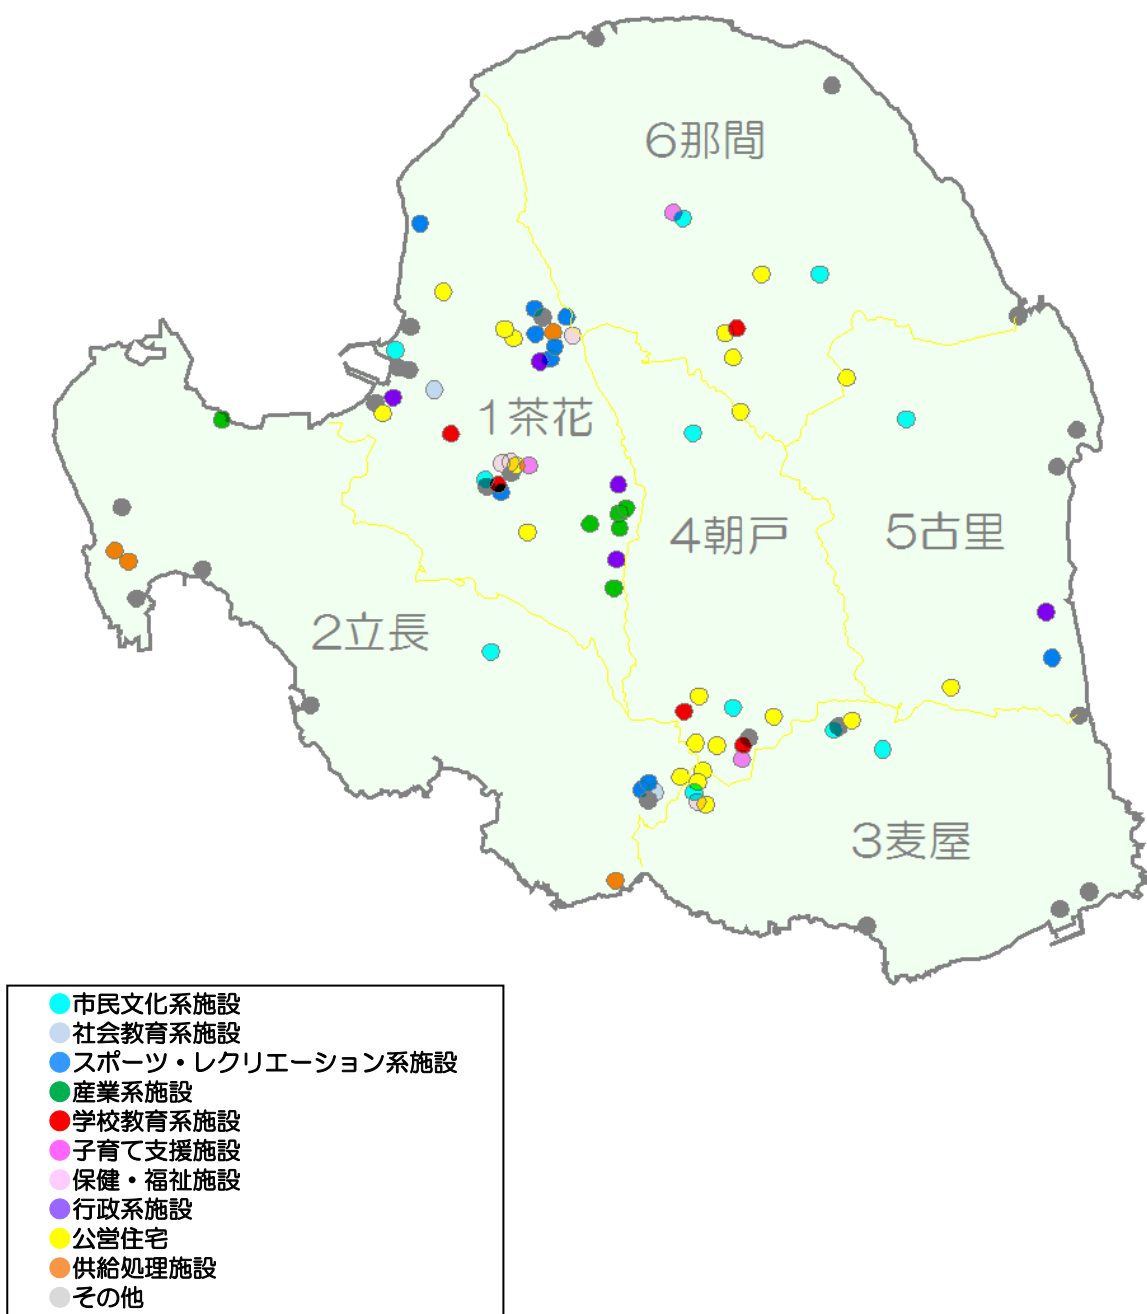 6那間
1茶花
4朝戸
5古里
2立長
3麦屋
市民文化系施設
社会教育系施設
スポーツ・レクリエーション系施設
産業系施設
学校教育系施設
子育て支援施設
保健・福祉施設
行政系施設
公営住宅
供給処理施設
その他